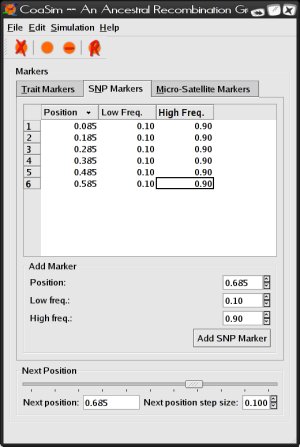 CoaSim -- An Ancestral Recombination Gr
File Edit Simulation Help
Markers
Trait Markers SNP Markers Micro-Satellite Markers
Position Low Freq. High Freq.
1 0.085 0.10 0.90
2 0.185 0.10 0.90
3 0.285 0.10 0.90
4 0.385 0.10 0.90
5 0.485 0.10 0.90
6 0.585 0.10 0.90
Add Marker
Position: 0.685
Low freq.: 0.10
High freq.: 0.90
Add SNP Marker
Next Position
Next position: 0.685 Next position step size: 0.100